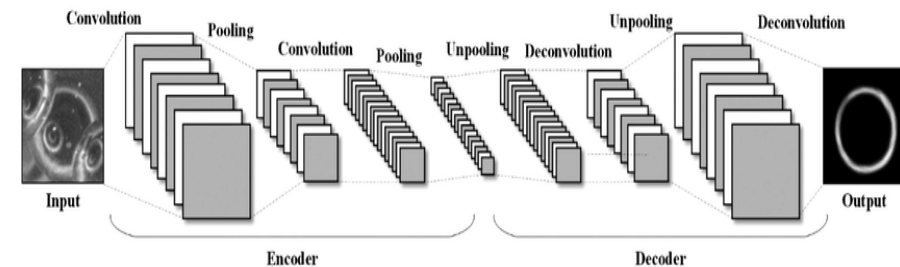 Convolution
Pooling
Convolution
Pooling
Unpooling
Deconvolution
Unpooling
Deconvolution
Input
Output
Encoder
Decoder